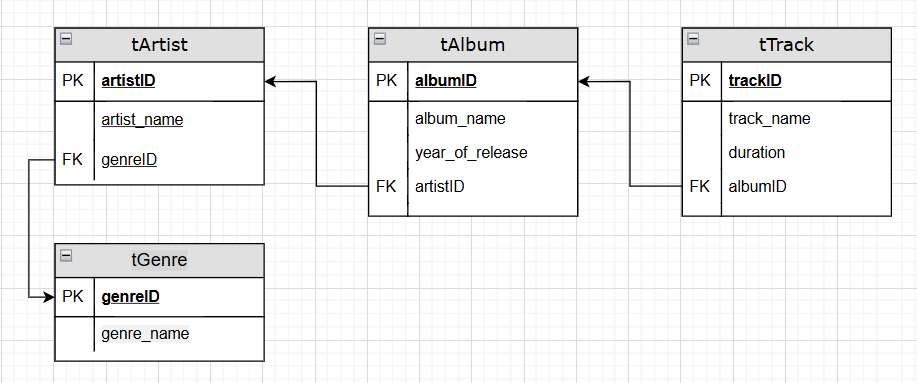 tArtist
PK artistID
artist_name
FK genreID
tAlbum
PK albumID
album_name
year_of_release
FK artistID
tTrack
PK trackID
track_name
duration
FK albumID
tGenre
PK genreID
genre_name